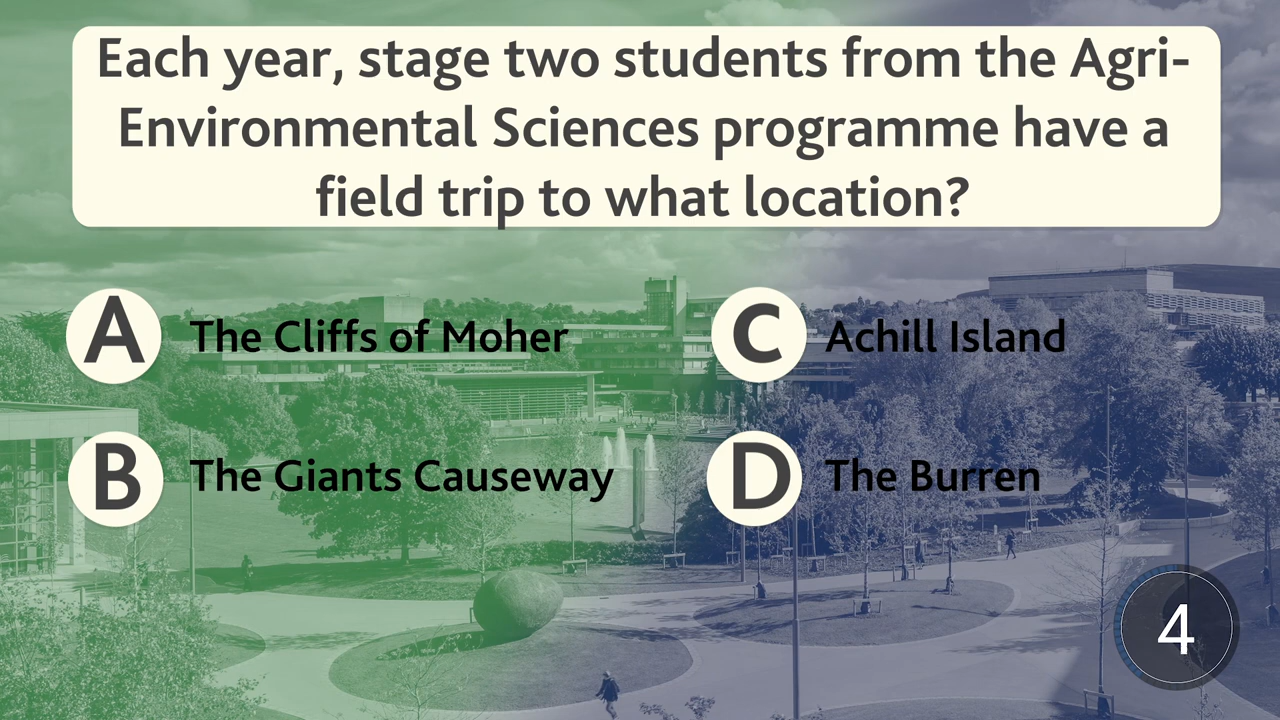 Each year, stage two students from the Agri-
Environmental Sciences programme have a
field trip to what location?
A The Cliffs of Moher
B The Giants Causeway
C Achill Island
D The Burren
4